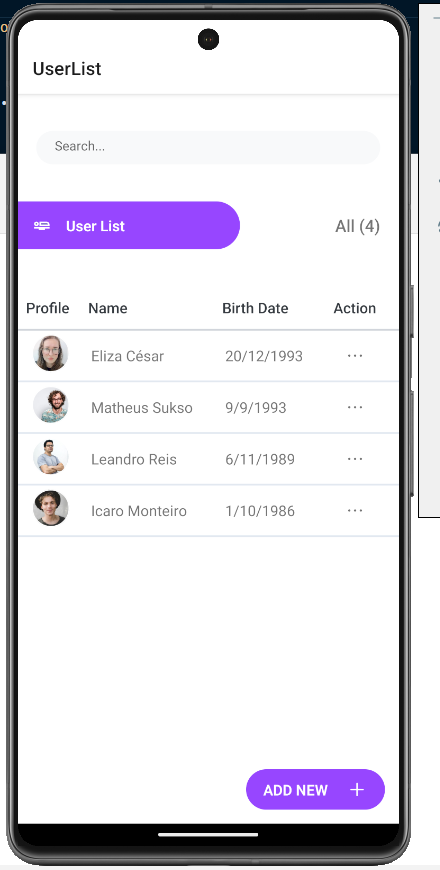 UserList
Search...
User List All (4)
Profile Name Birth Date Action
Eliza César 20/12/1993 ...
Matheus Sukso 9/9/1993 ...
Leandro Reis 6/11/1989 ...
Icaro Monteiro 1/10/1986 ...
ADD NEW +